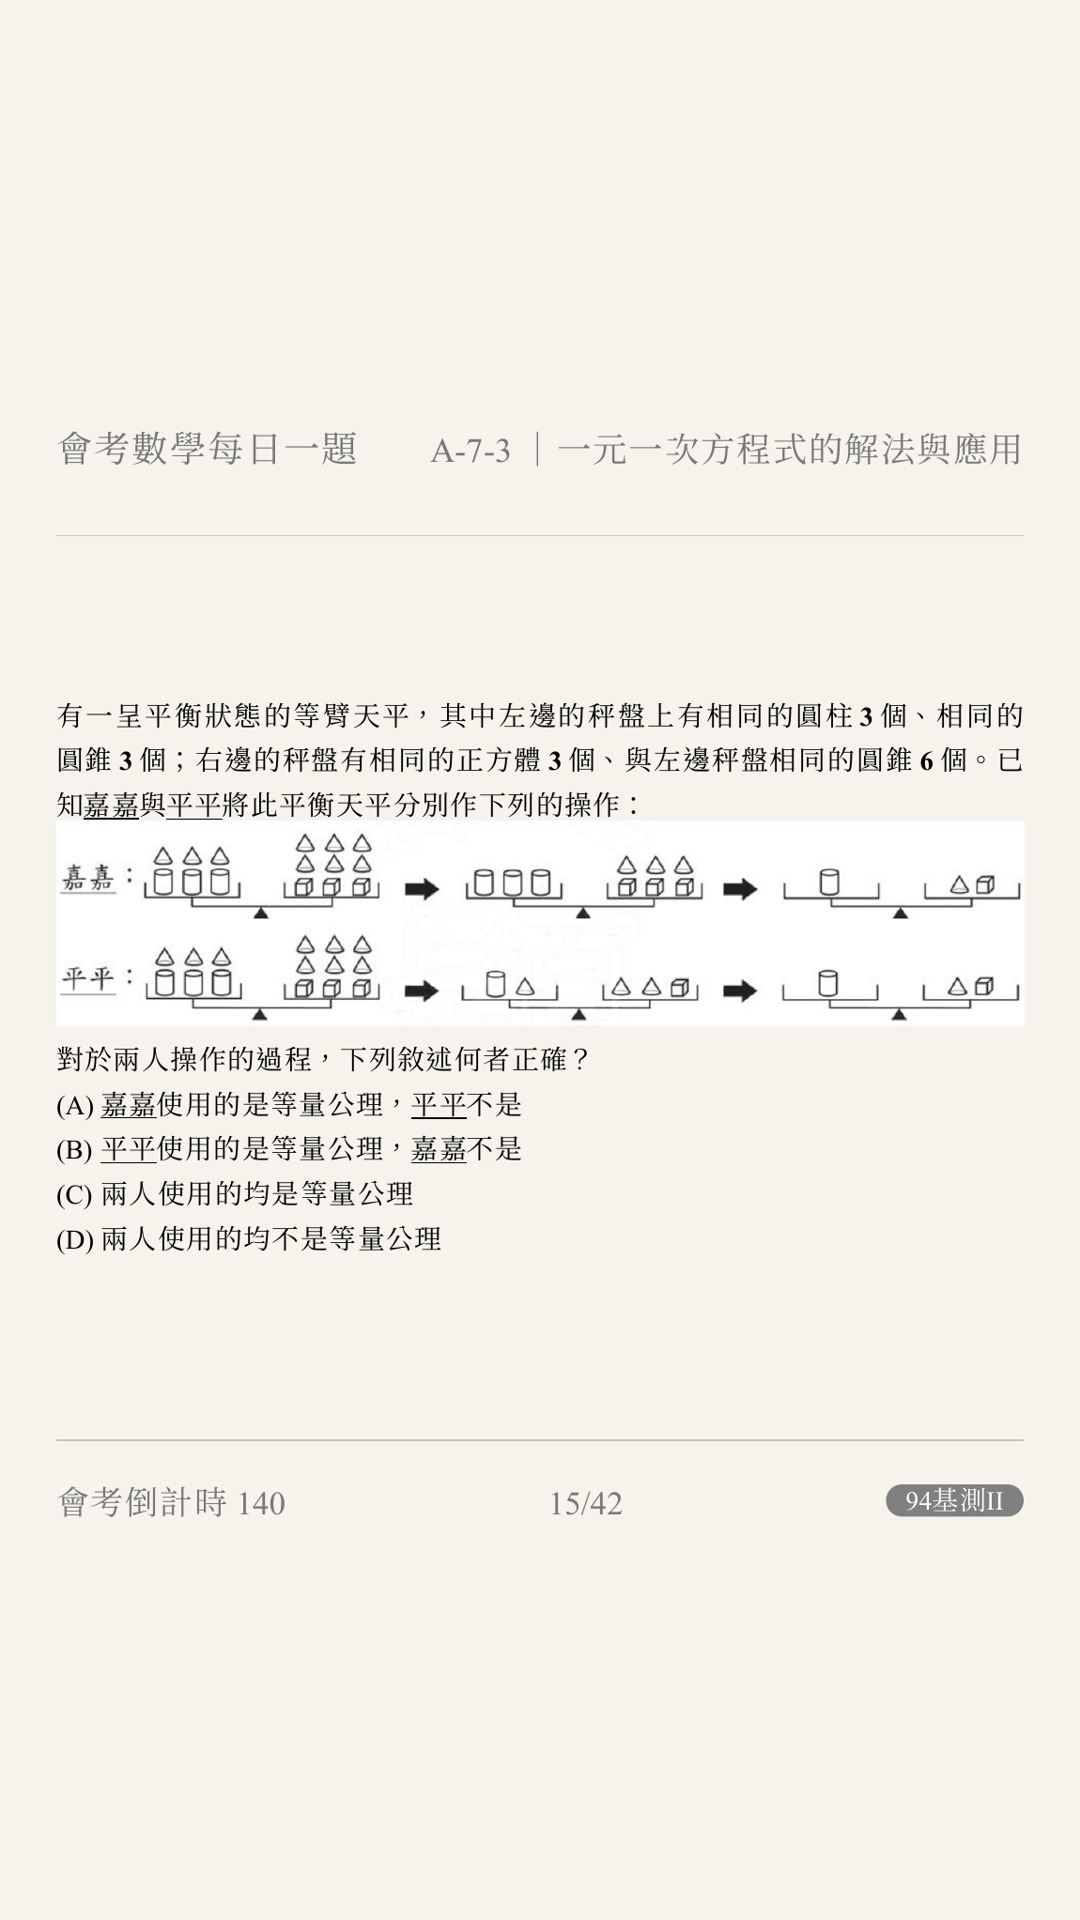 會考數學每日一題
A-7-3｜一元一次方程式的解法與應用
有一呈平衡狀態的等臂天平，其中左邊的秤盤上有相同的圓柱 3 個、相同的
圓錐 3 個；右邊的秤盤有相同的正方體 3 個、與左邊秤盤相同的圓錐 6 個。已
知嘉嘉與平平將此平衡天平分別作下列的操作：
嘉嘉：
平平：
對於兩人操作的過程，下列敘述何者正確？
(A) 嘉嘉使用的是等量公理，平平不是
(B) 平平使用的是等量公理，嘉嘉不是
(C) 兩人使用的均是等量公理
(D) 兩人使用的均不是等量公理
會考倒計時 140
15/42
94基測II